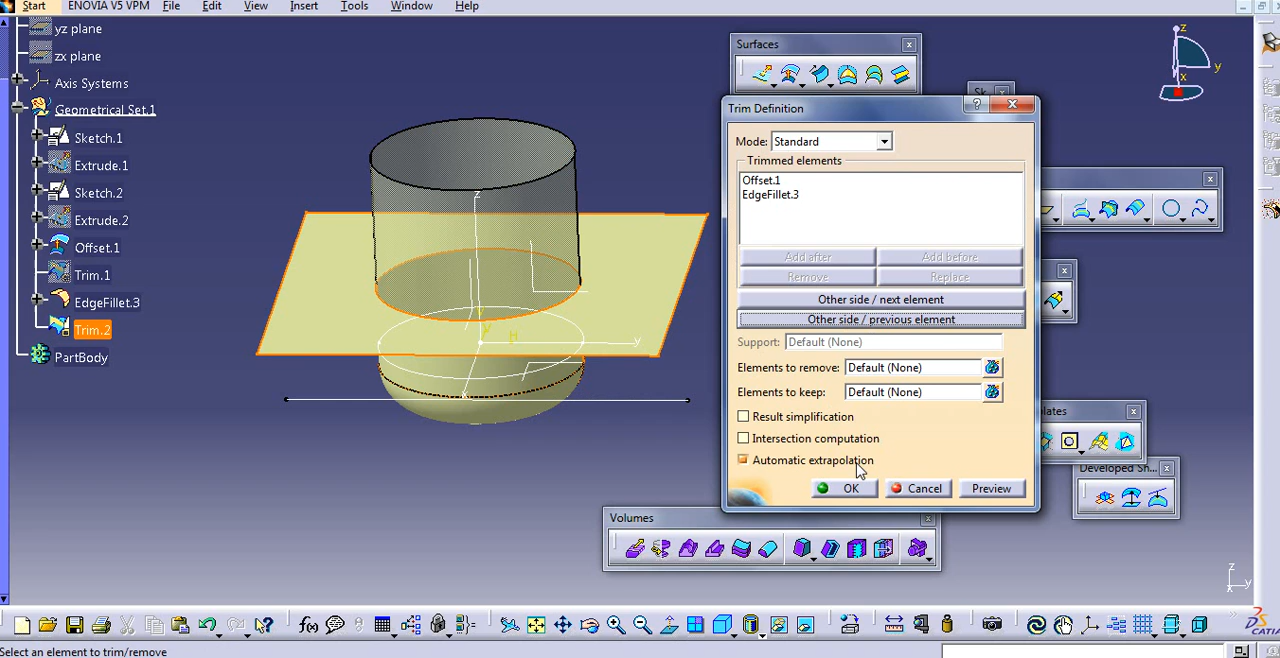 Start ENOVIA V5 VPM File Edit View Insert Tools Window Help
yz plane
zx plane
Axis Systems
Geometrical Set.1
Sketch.1
Extrude.1
Sketch.2
Extrude.2
Offset.1
Trim.1
EdgeFillet.3
Trim.2
PartBody
z
y
H
y
Surfaces
Sk
Trim Definition
Mode: Standard
Trimmed elements
Offset.1
EdgeFillet.3
Add after Add before
Remove Replace
Other side / next element
Other side / previous element
Support: Default (None)
Elements to remove: Default (None)
Elements to keep: Default (None)
Result simplification
Intersection computation
Automatic extrapolation
OK Cancel Preview
z
y
x
lates
Developed Sh...
Volumes
z
y
x
f(x)
CATIA
Select an element to trim/remove